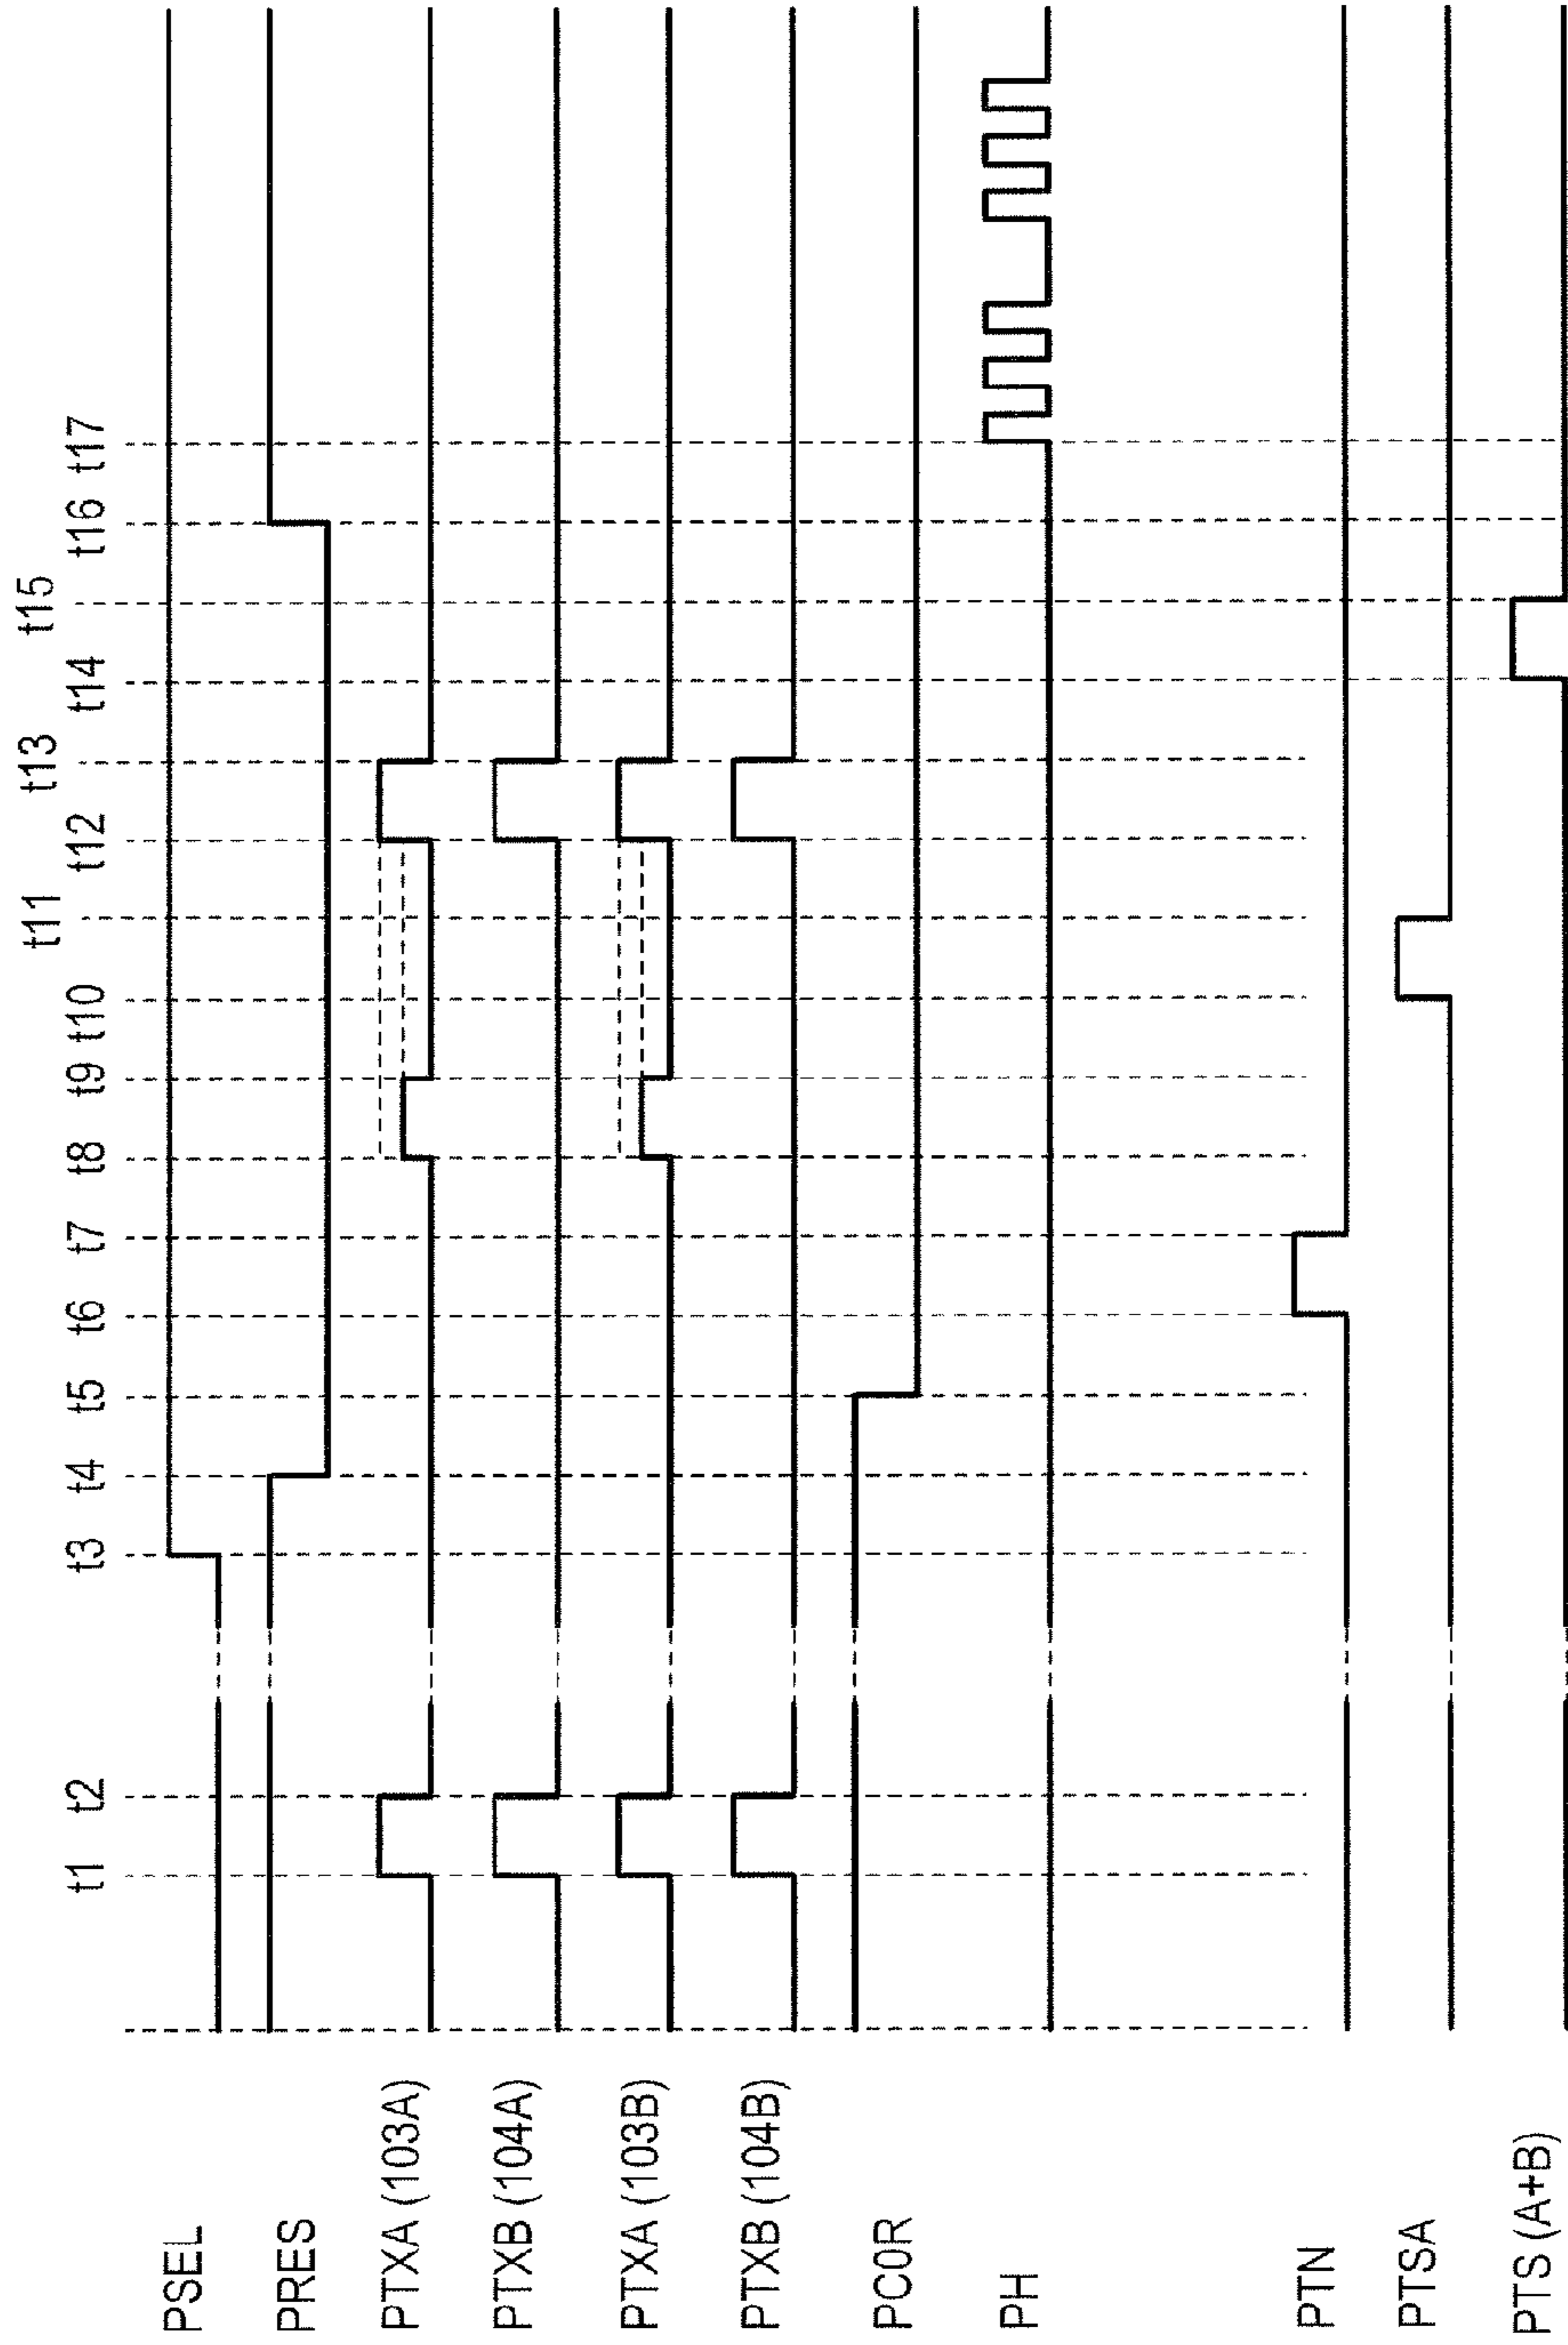 t1 t2 t3 t4 t5 t6 t7 t8 t9 t10 t11 t12 t13 t14 t15 t16 t17
PSEL
PRES
PTXA (103A)
PTXB (104A)
PTXA (103B)
PTXB (104B)
PC0R
PH
PTN
PTSA
PTS (A+B)